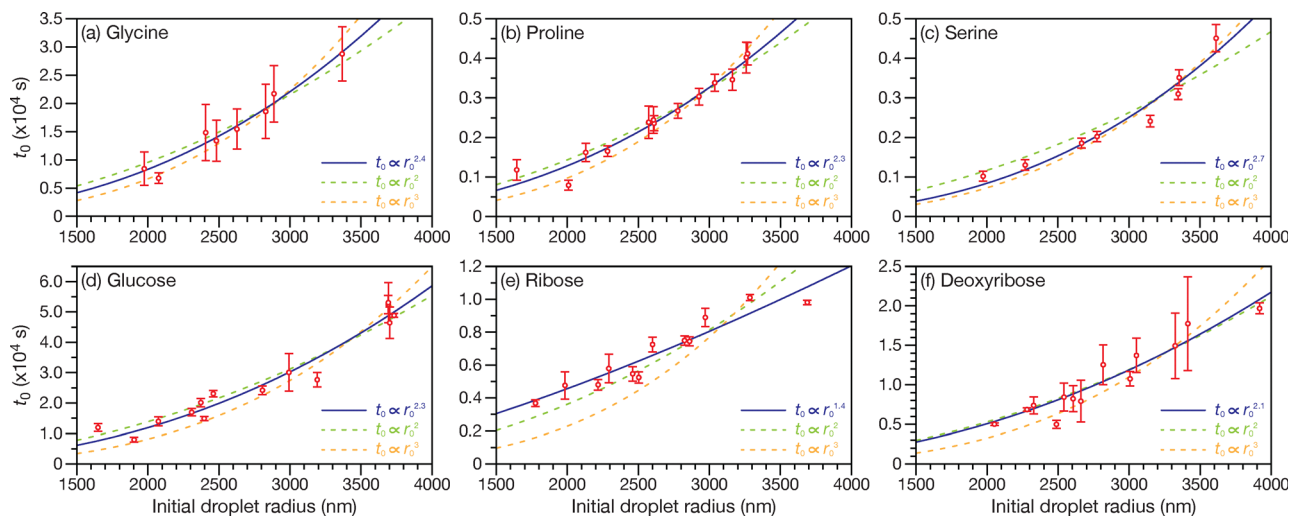 (a) Glycine
t₀ (x10⁴ s)
3.5
3.0
2.5
2.0
1.5
1.0
0.5
0
t₀ ∝ r₀^2.4
t₀ ∝ r₀^2
t₀ ∝ r₀^3
1500 2000 2500 3000 3500 4000
(b) Proline
0.5
0.4
0.3
0.2
0.1
0
t₀ ∝ r₀^2.3
t₀ ∝ r₀^2
t₀ ∝ r₀^3
1500 2000 2500 3000 3500 4000
(c) Serine
0.5
0.4
0.3
0.2
0.1
0
t₀ ∝ r₀^2.7
t₀ ∝ r₀^2
t₀ ∝ r₀^3
1500 2000 2500 3000 3500 4000
(d) Glucose
t₀ (x10⁴ s)
6.0
5.0
4.0
3.0
2.0
1.0
0
t₀ ∝ r₀^2.3
t₀ ∝ r₀^2
t₀ ∝ r₀^3
1500 2000 2500 3000 3500 4000
Initial droplet radius (nm)
(e) Ribose
1.2
1.0
0.8
0.6
0.4
0.2
0
t₀ ∝ r₀^1.4
t₀ ∝ r₀^2
t₀ ∝ r₀^3
1500 2000 2500 3000 3500 4000
Initial droplet radius (nm)
(f) Deoxyribose
2.5
2.0
1.5
1.0
0.5
0
t₀ ∝ r₀^2.1
t₀ ∝ r₀^2
t₀ ∝ r₀^3
1500 2000 2500 3000 3500 4000
Initial droplet radius (nm)